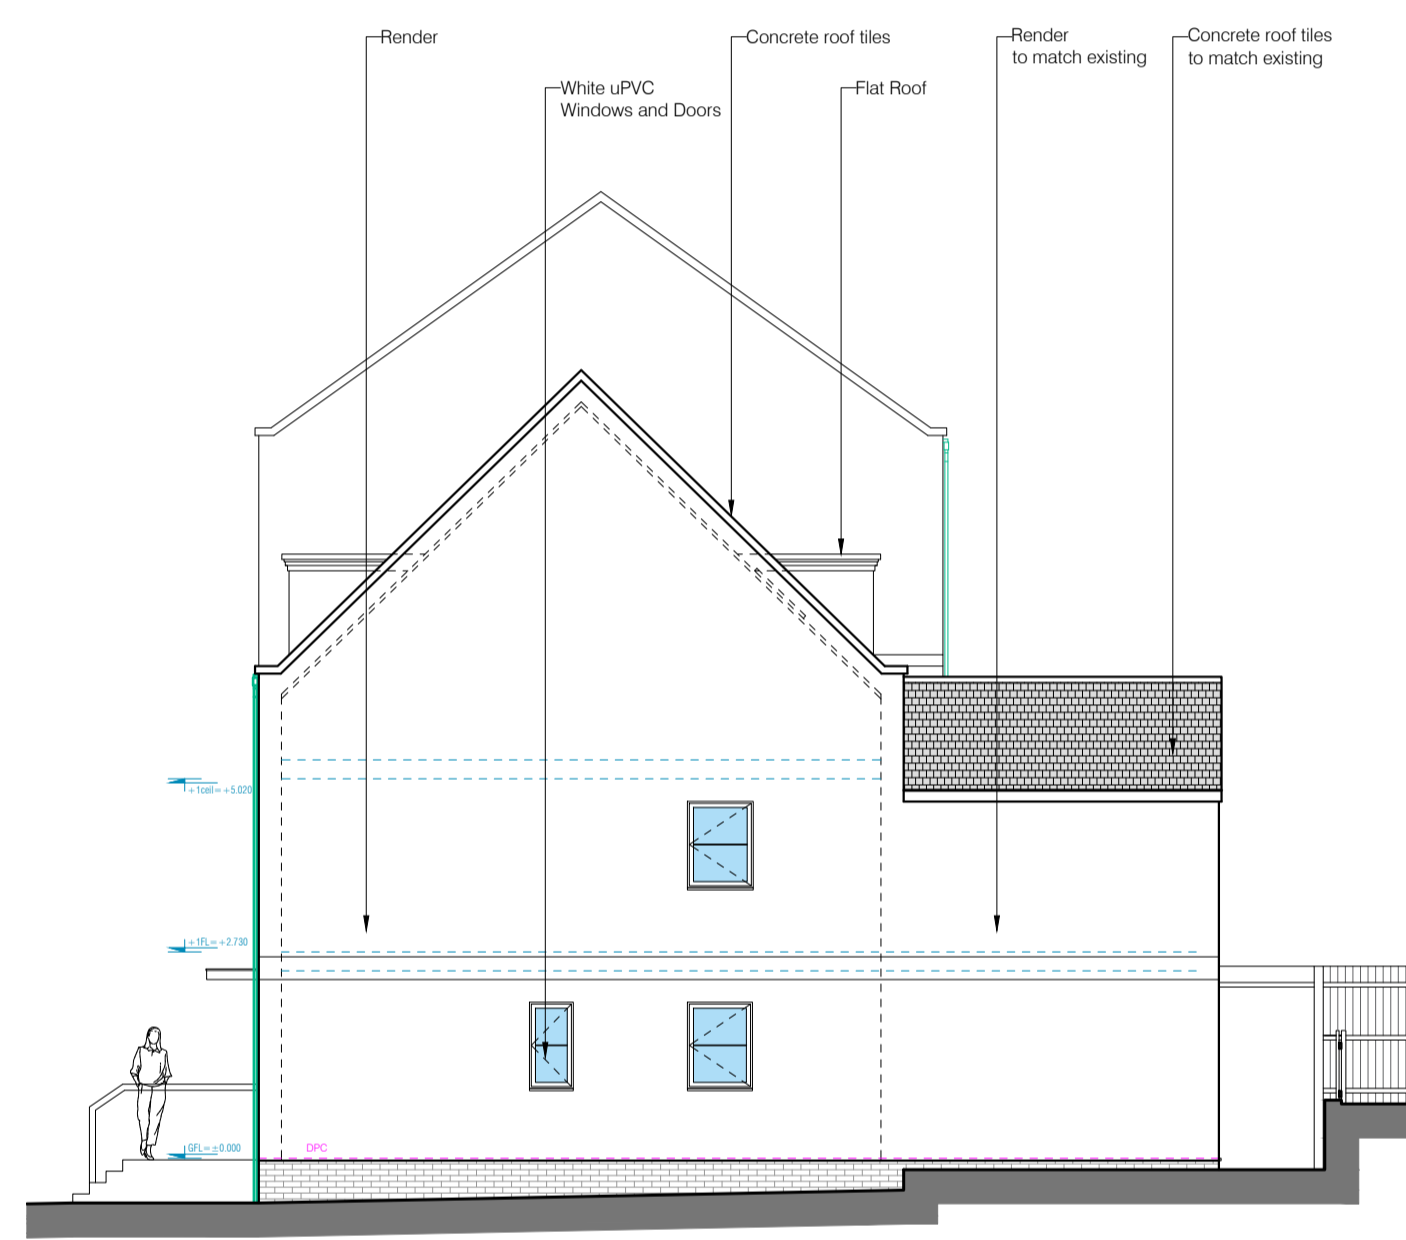 Render
Concrete roof tiles
Render
to match existing
Concrete roof tiles
to match existing
White uPVC
Windows and Doors
Flat Roof
+1ceil=+5.020
+1FL=+2.730
GFL=±0.000
DPC